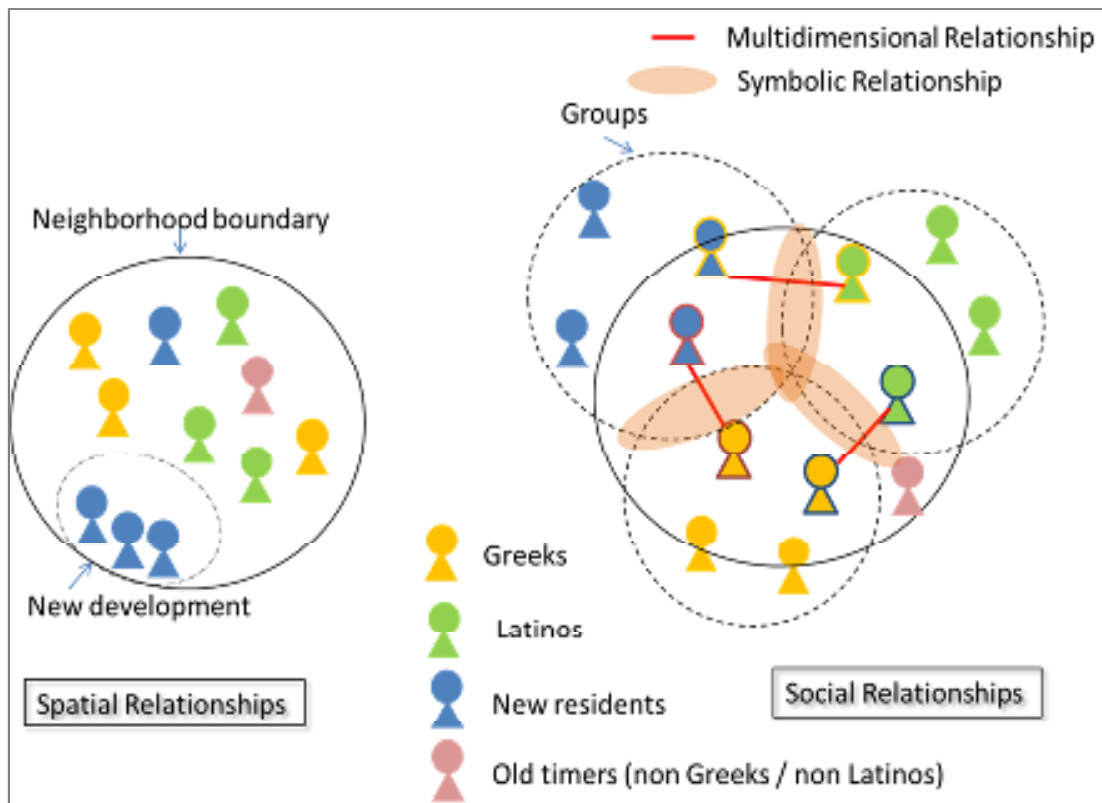 Multidimensional Relationship
Symbolic Relationship
Groups
Neighborhood boundary
New development
Greeks
Latinos
New residents
Old timers (non Greeks / non Latinos)
Spatial Relationships
Social Relationships